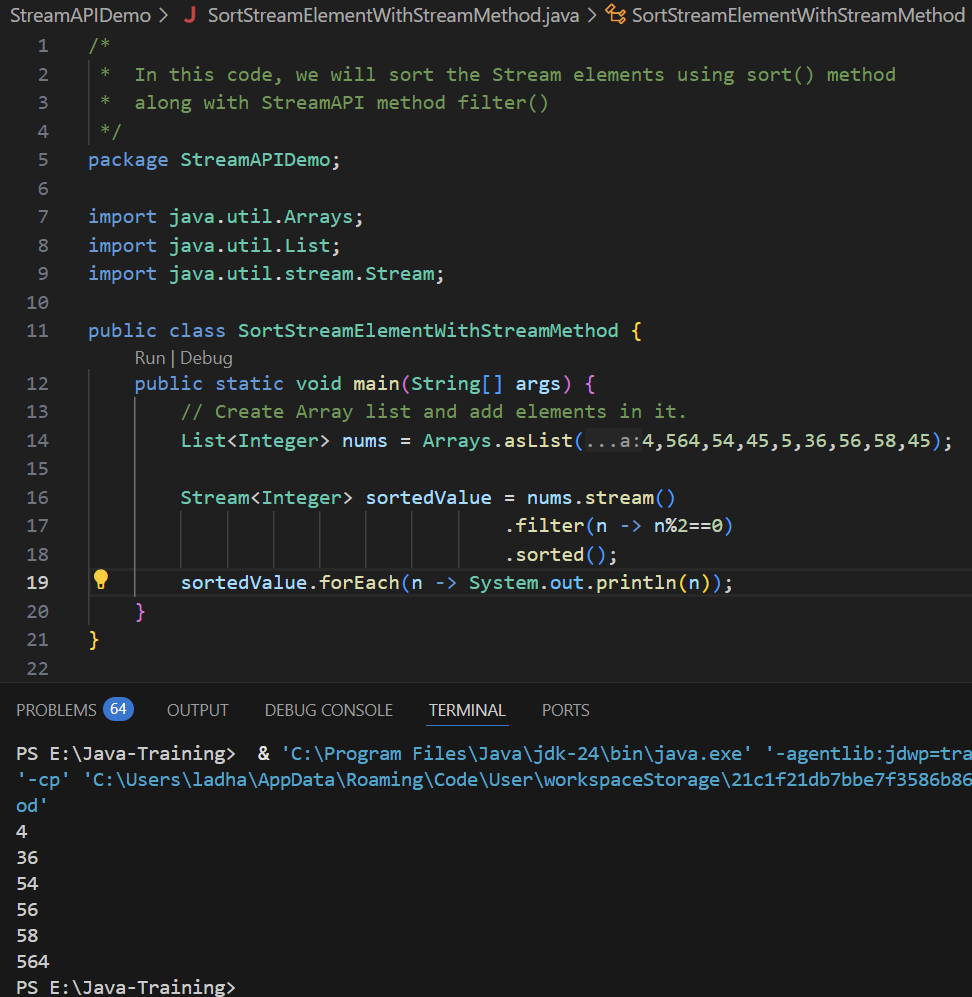 StreamAPIDemo > J SortStreamElementWithStreamMethod.java > SortStreamElementWithStreamMethod
1 /*
2 * In this code, we will sort the Stream elements using sort() method
3 * along with StreamAPI method filter()
4 */
5 package StreamAPIDemo;
6
7 import java.util.Arrays;
8 import java.util.List;
9 import java.util.stream.Stream;
10
11 public class SortStreamElementWithStreamMethod {
Run | Debug
12 public static void main(String[] args) {
13 // Create Array list and add elements in it.
14 List<Integer> nums = Arrays.asList(...a:4,564,54,45,5,36,56,58,45);
15
16 Stream<Integer> sortedValue = nums.stream()
17 .filter(n -> n%2==0)
18 .sorted();
19 sortedValue.forEach(n -> System.out.println(n));
20 }
21 }
22
PROBLEMS 64 OUTPUT DEBUG CONSOLE TERMINAL PORTS
PS E:\Java-Training> & 'C:\Program Files\Java\jdk-24\bin\java.exe' '-agentlib:jdwp=tra
'-cp' 'C:\Users\ladha\AppData\Roaming\Code\User\workspaceStorage\21c1f21db7bbe7f3586b86
od'
4
36
54
56
58
564
PS E:\Java-Training>